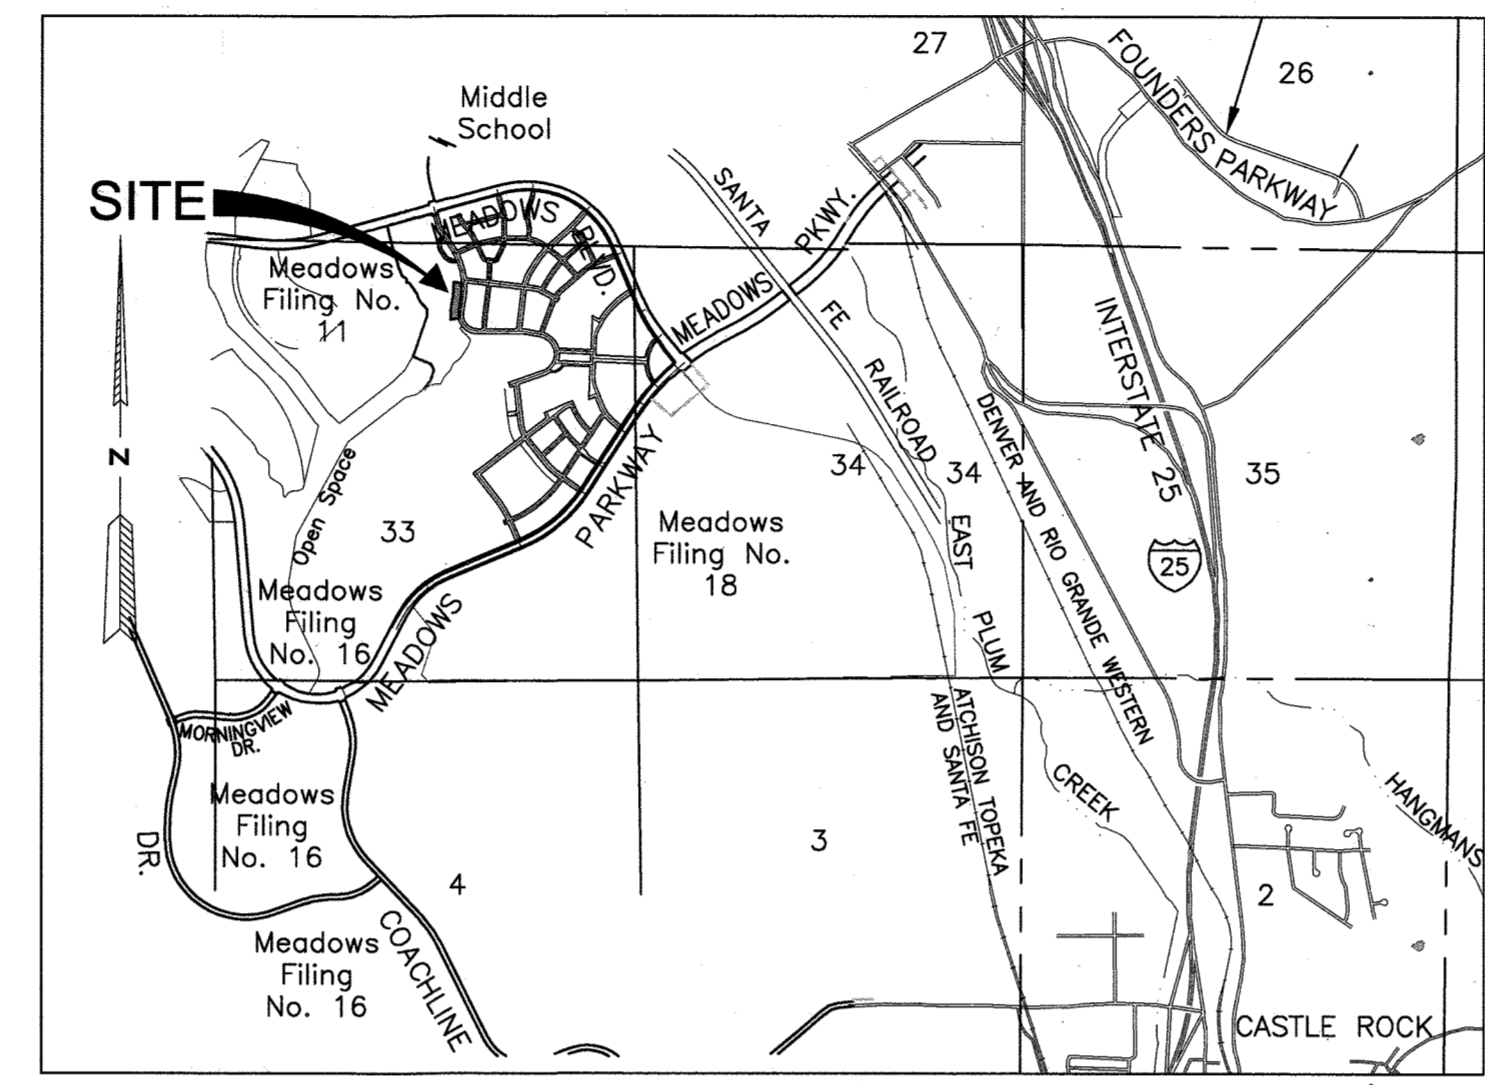 27
26
FOUNDERS PARKWAY
Middle
School
SITE
MEADOWS
BLVD.
SANTA
FE
RAILROAD
MEADOWS
PKWY.
Meadows
Filing No.
11
INTERSTATE 25
N
Open Space
33
34
34
35
25
DENVER AND RIO GRANDE WESTERN
PARKWAY
MEADOWS
Meadows
Filing No.
18
EAST
PLUM
CREEK
Meadows
Filing
No. 16
MORNINGVIEW
DR.
ATCHISON TOPEKA
AND SANTA FE
HANGMANS
Meadows
Filing
No. 16
DR.
4
3
2
Meadows
Filing
No. 16
COACHLINE
CASTLE ROCK